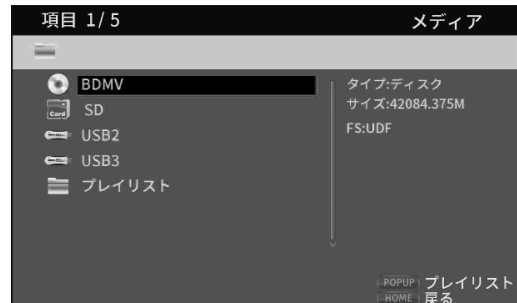 項目 1/5
メディア
BDMV
Card SD
USB2
USB3
プレイリスト
タイプ:ディスク
サイズ:42084.375M
FS:UDF
POPUP プレイリスト
HOME 戻る